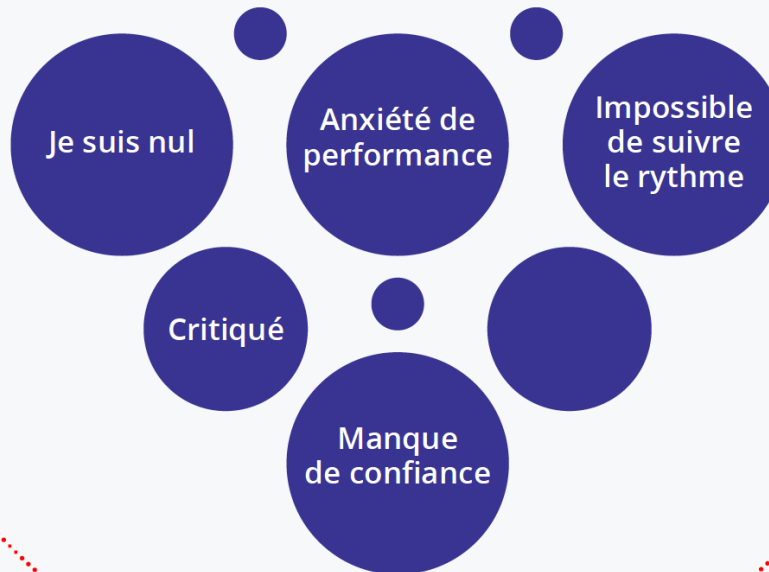 Je suis nul
Anxiété de
performance
Impossible
de suivre
le rythme
Critiqué
Manque
de confiance